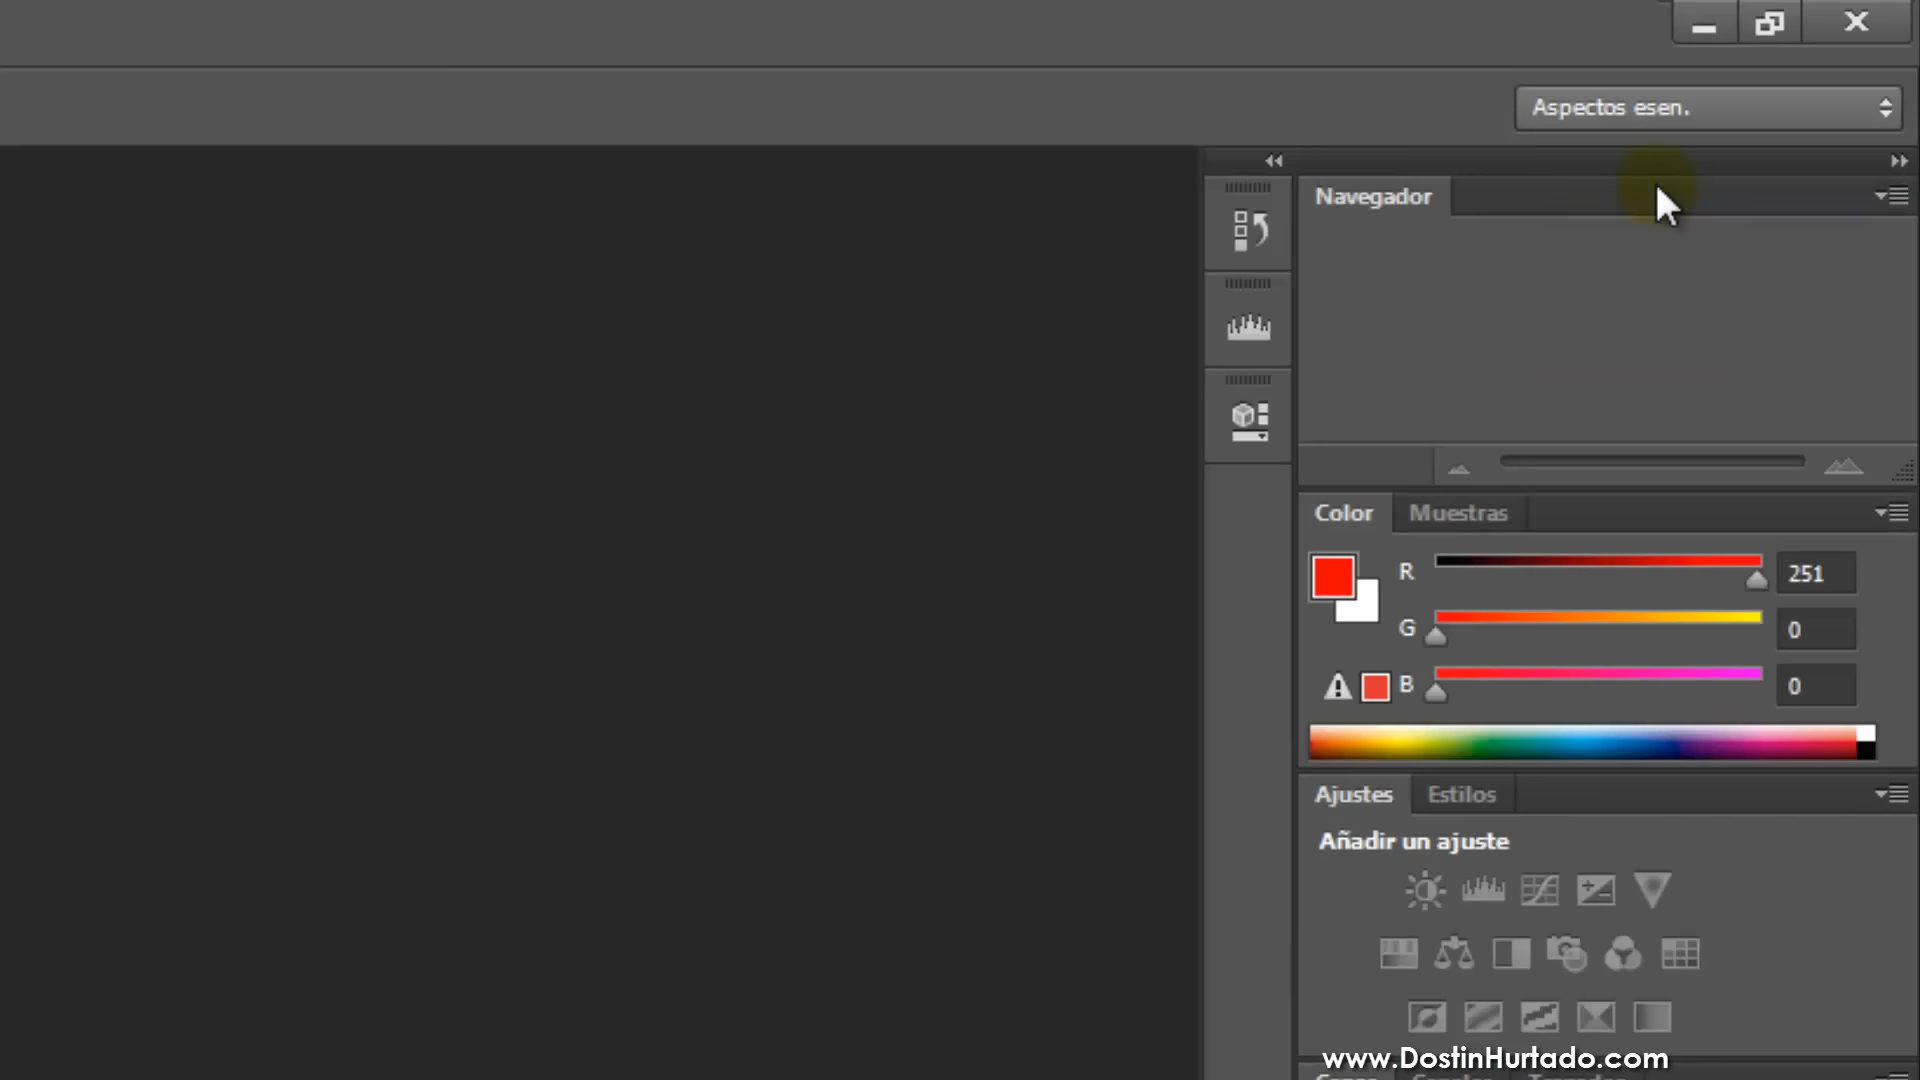 Aspectos esen.
Navegador
Color Muestras
R 251
G 0
B 0
Ajustes Estilos
Añadir un ajuste
www.DostinHurtado.com